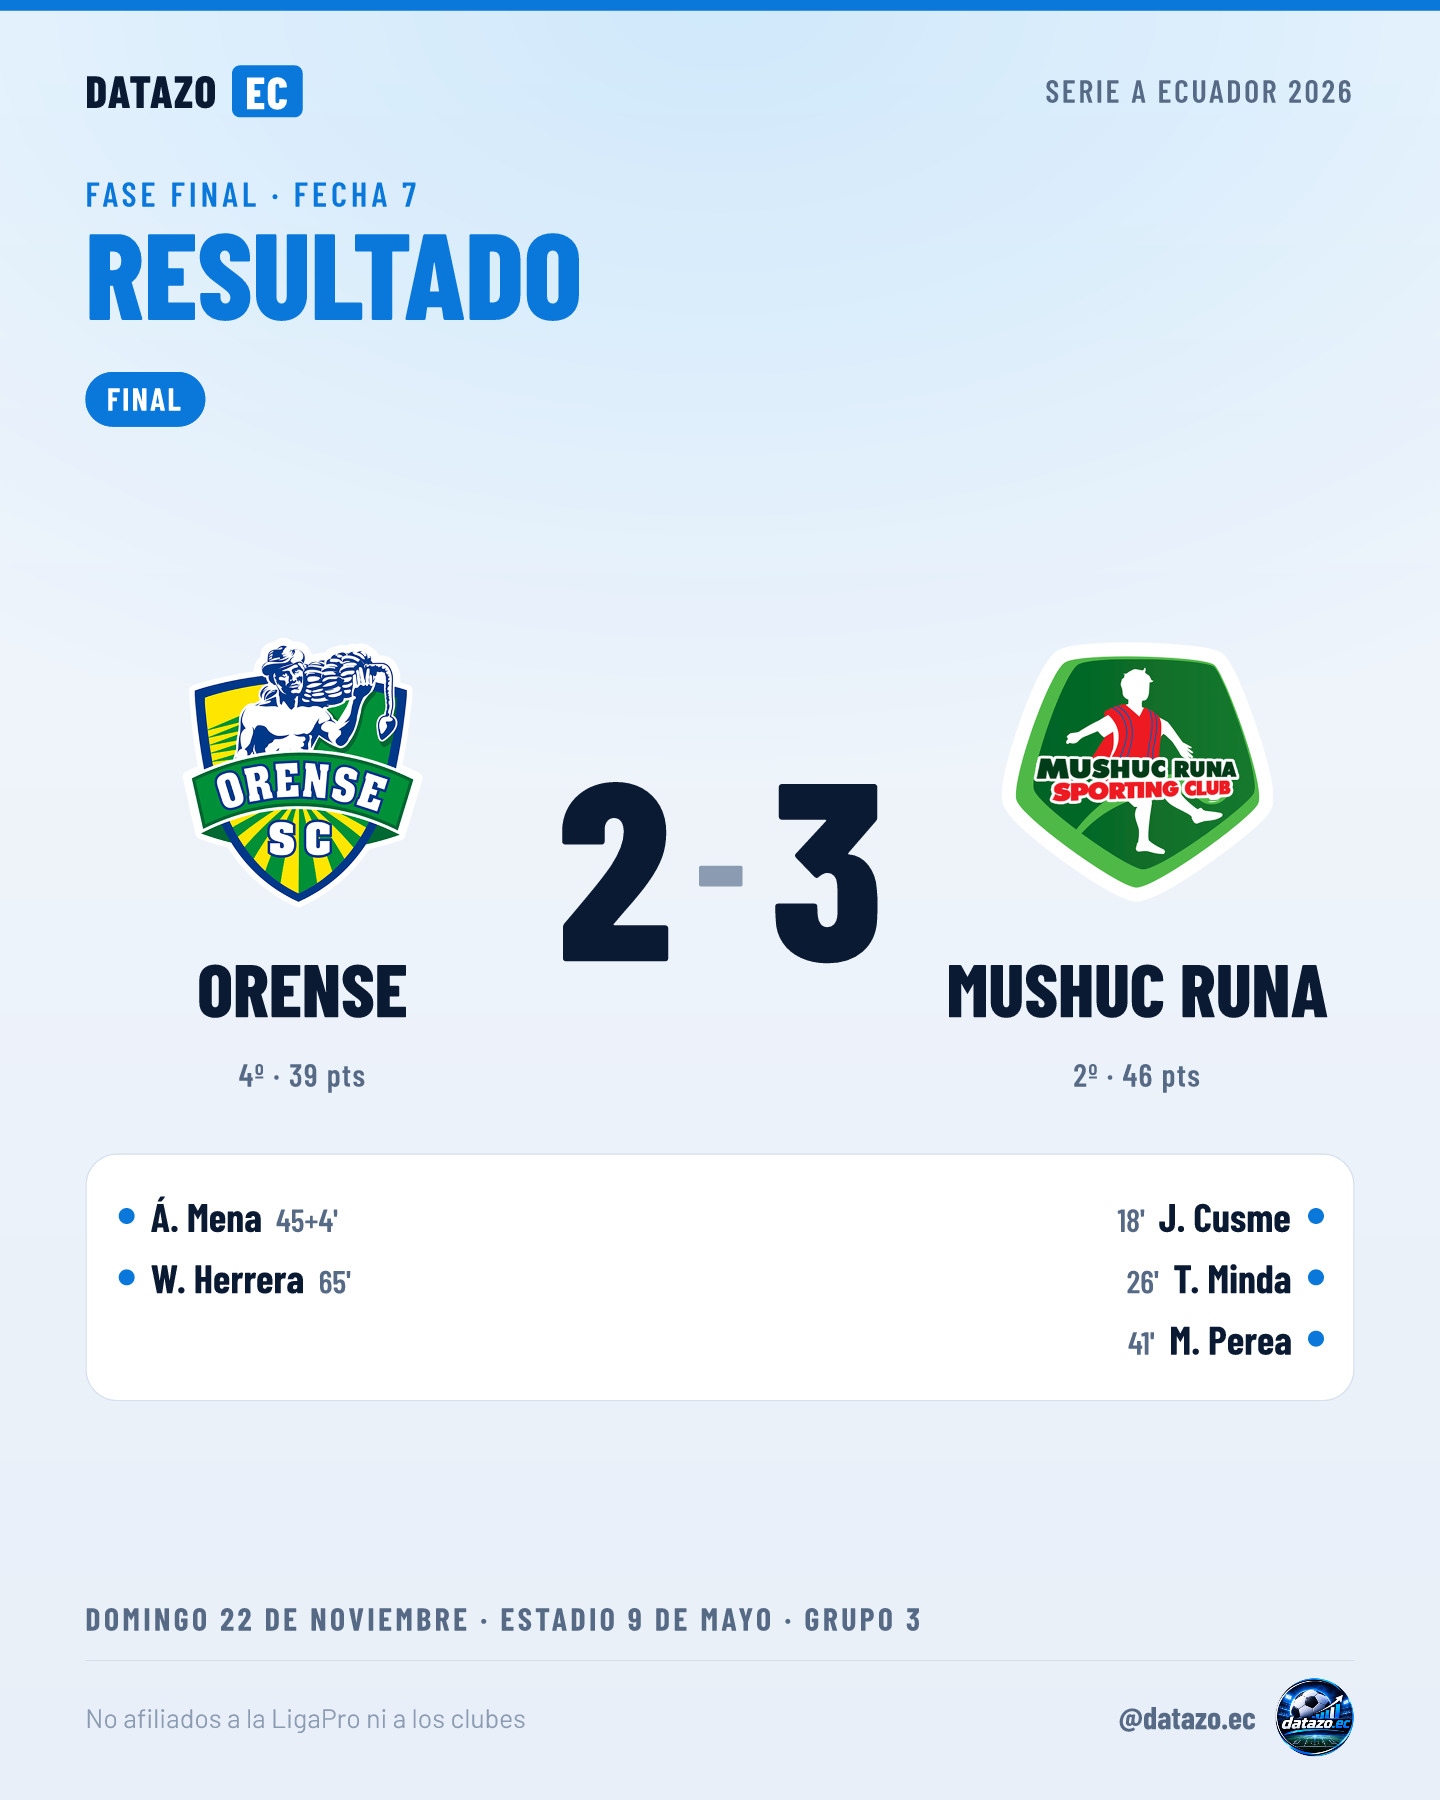 DATAZO EC
SERIE A ECUADOR 2026
FASE FINAL · FECHA 7
RESULTADO
FINAL
ORENSE
SC
MUSHUC RUNA
SPORTING CLUB
2-3
ORENSE
MUSHUC RUNA
4º · 39 pts
2º · 46 pts
Á. Mena 45+4'
18' J. Cusme
W. Herrera 65'
26' T. Minda
41' M. Perea
DOMINGO 22 DE NOVIEMBRE · ESTADIO 9 DE MAYO · GRUPO 3
No afiliados a la LigaPro ni a los clubes
@datazo.ec
datazo.ec